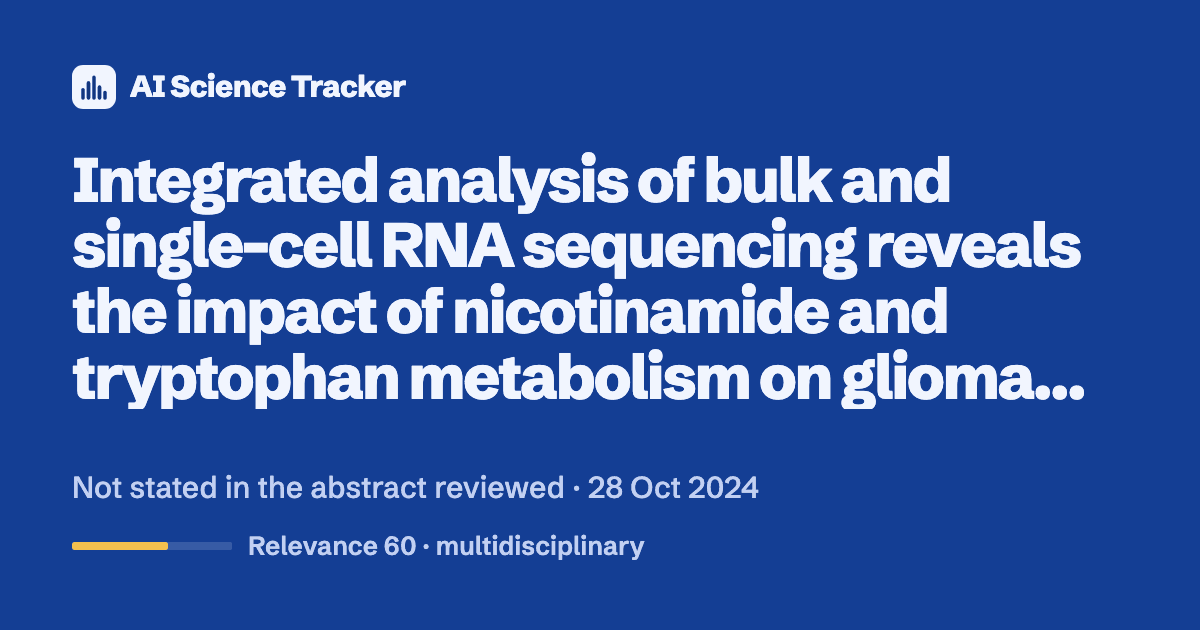 AI Science Tracker
Integrated analysis of bulk and
single-cell RNA sequencing reveals
the impact of nicotinamide and
tryptophan metabolism on glioma...
Not stated in the abstract reviewed · 28 Oct 2024
Relevance 60 · multidisciplinary